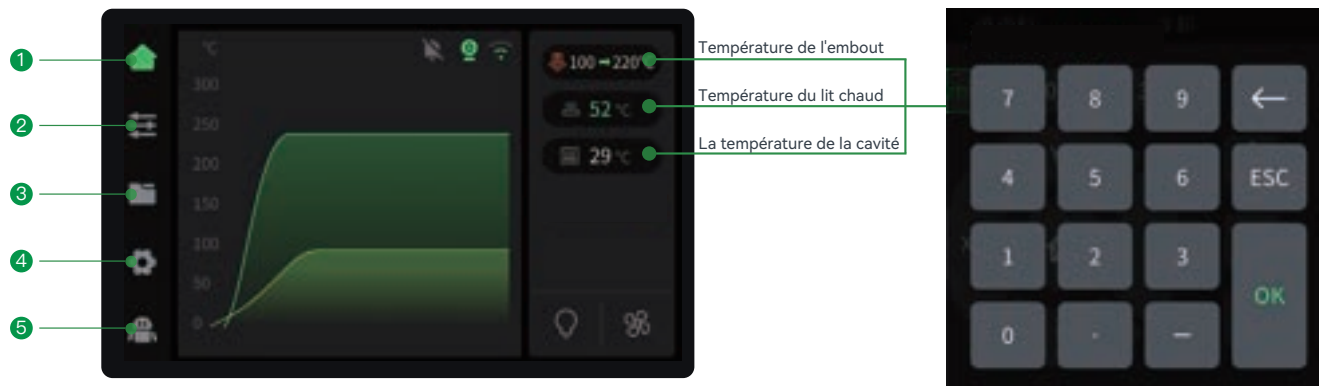 1
2
3
4
5
℃
300
250
200
150
100
50
0
100➡220℃
52 ℃
29 ℃
Température de l'embout
Température du lit chaud
La température de la cavité
7 8 9 ←
4 5 6 ESC
1 2 3
OK
0 . —